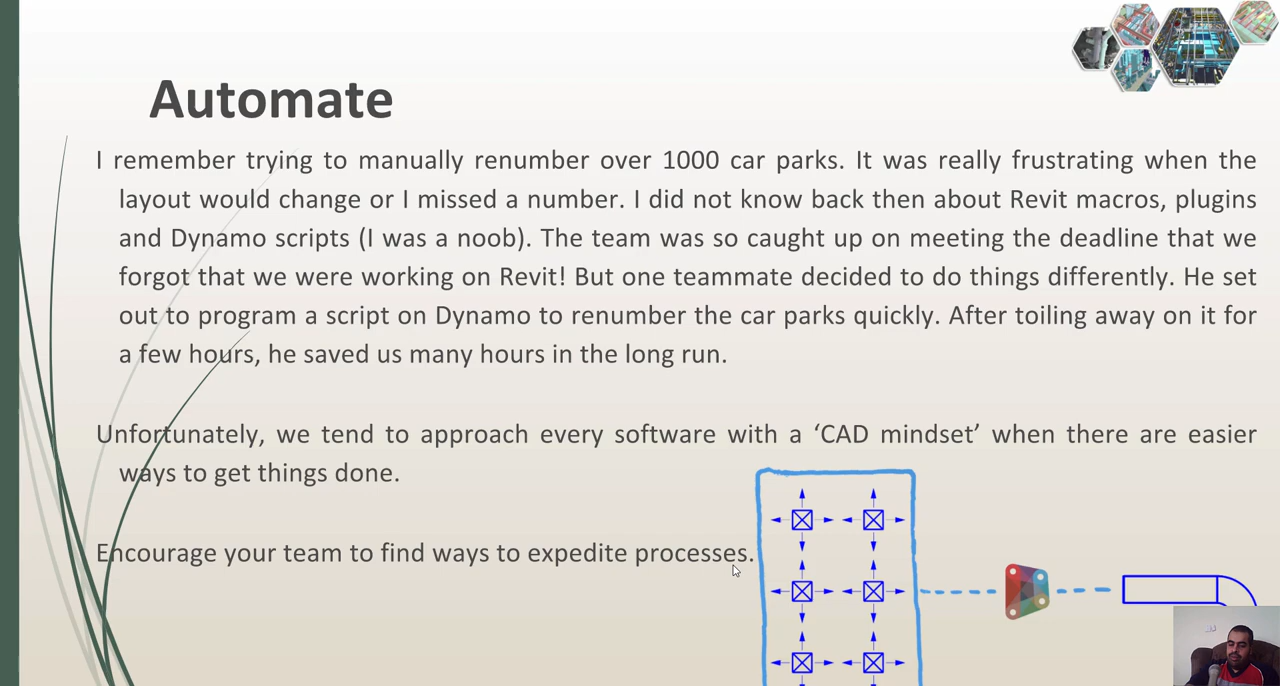 Automate
I remember trying to manually renumber over 1000 car parks. It was really frustrating when the
layout would change or I missed a number. I did not know back then about Revit macros, plugins
and Dynamo scripts (I was a noob). The team was so caught up on meeting the deadline that we
forgot that we were working on Revit! But one teammate decided to do things differently. He set
out to program a script on Dynamo to renumber the car parks quickly. After toiling away on it for
a few hours, he saved us many hours in the long run.
Unfortunately, we tend to approach every software with a ‘CAD mindset’ when there are easier
ways to get things done.
Encourage your team to find ways to expedite processes.